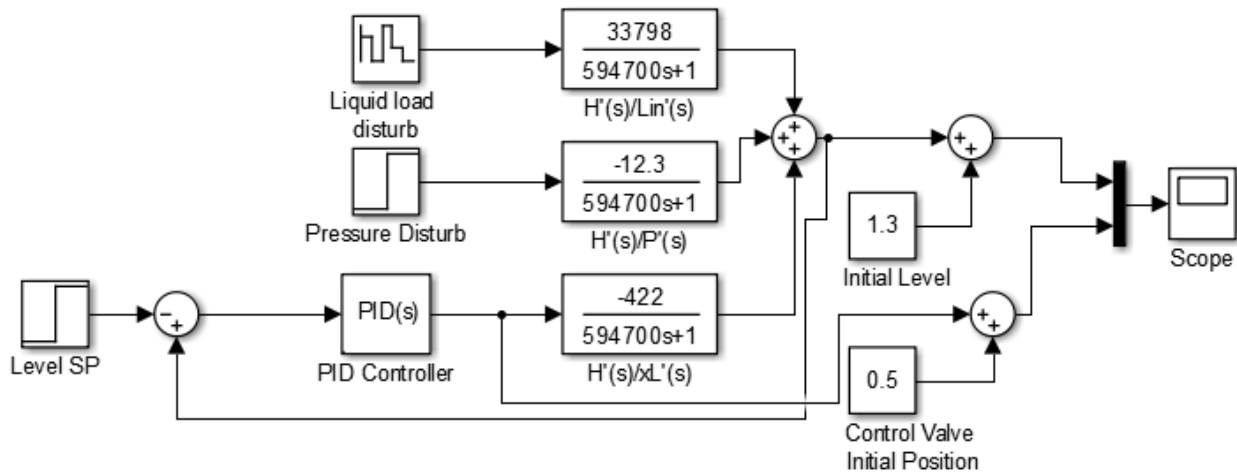 33798
594700s+1
H'(s)/Lin'(s)
Liquid load
disturb
-12.3
594700s+1
H'(s)/P'(s)
Pressure Disturb
+
+
+
+
+
1.3
Initial Level
Scope
Level SP
-
+
PID(s)
PID Controller
-422
594700s+1
H'(s)/xL'(s)
+
+
0.5
Control Valve
Initial Position